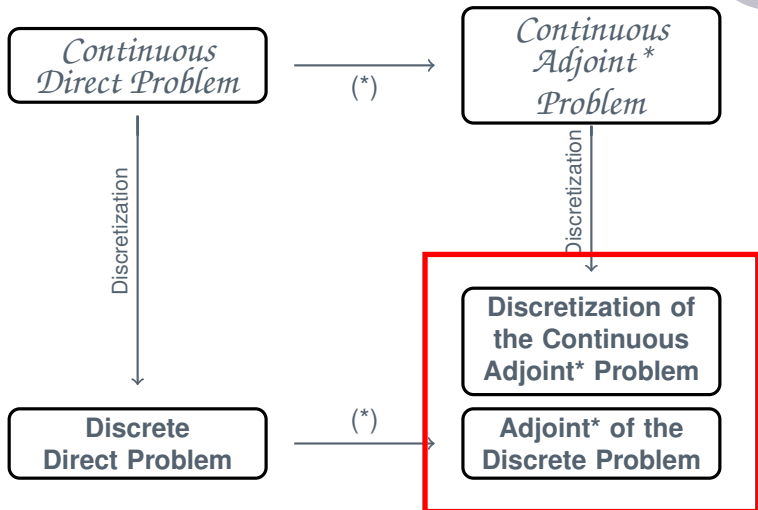 Continuous
Direct Problem
(*)
Continuous
Adjoint*
Problem
Discretization
Discretization
Discretization of
the Continuous
Adjoint* Problem
Discrete
Direct Problem
(*)
Adjoint* of the
Discrete Problem